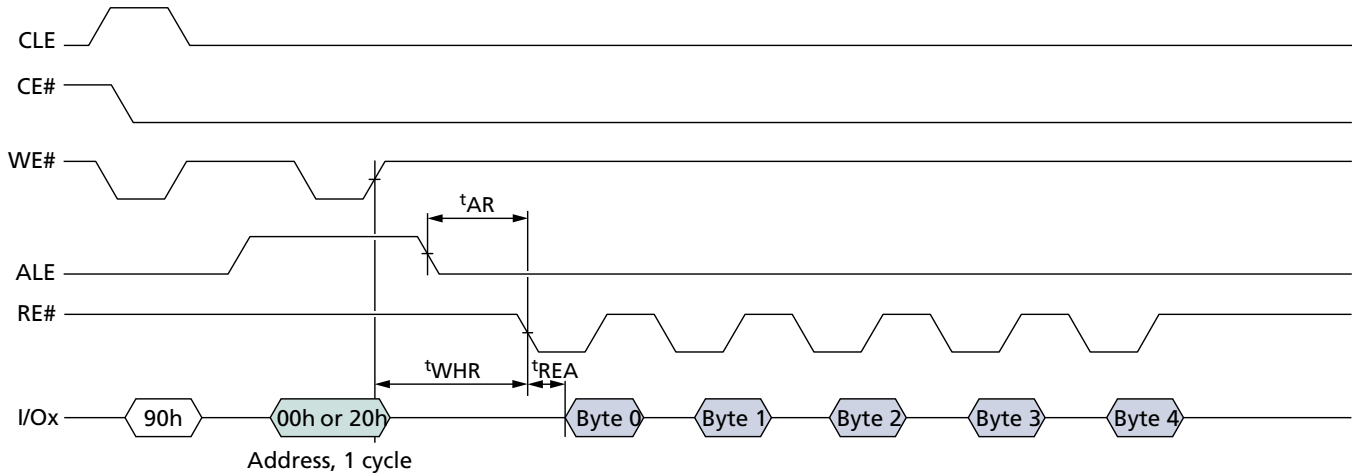 CLE
CE#
WE#
tAR
ALE
RE#
tWHR
tREA
I/Ox
90h
00h or 20h
Byte 0
Byte 1
Byte 2
Byte 3
Byte 4
Address, 1 cycle